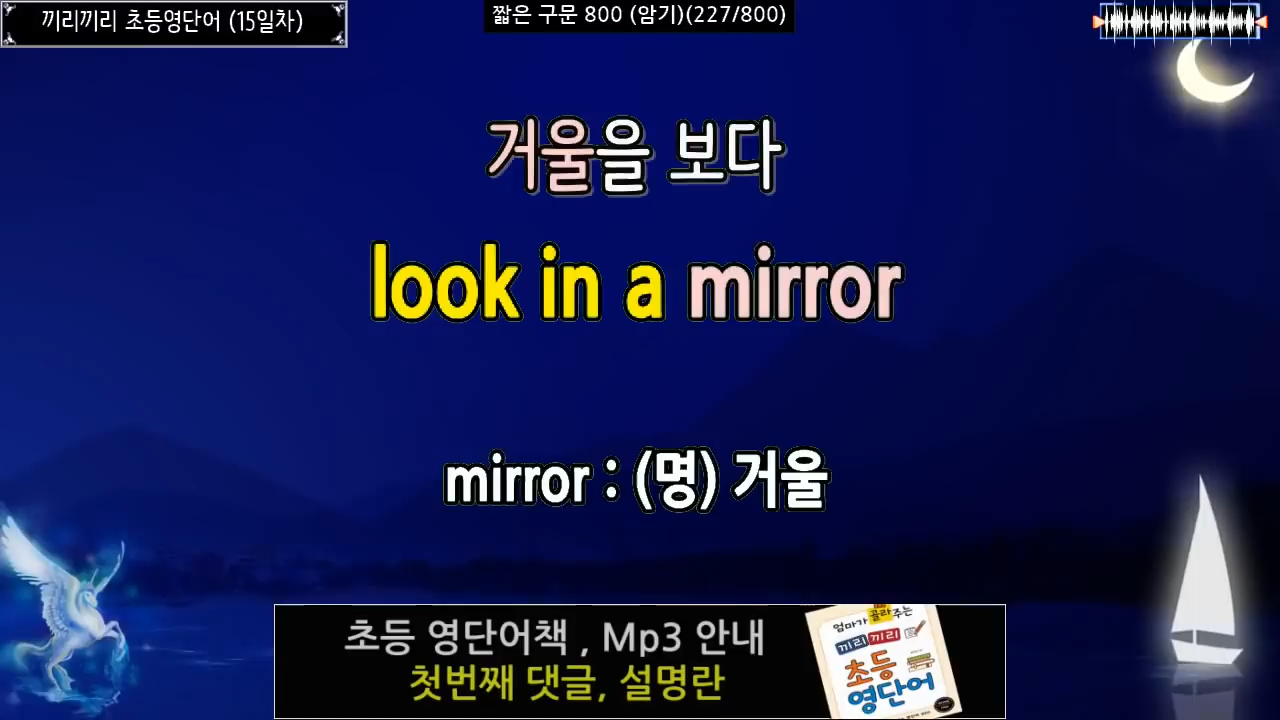 끼리끼리 초등영단어 (15일차)
짧은 구문 800 (암기)(227/800)
거울을 보다
look in a mirror
mirror : (명) 거울
초등 영단어책 , Mp3 안내
첫번째 댓글, 설명란
엄마가 골라주는
끼리끼리
초등
영단어